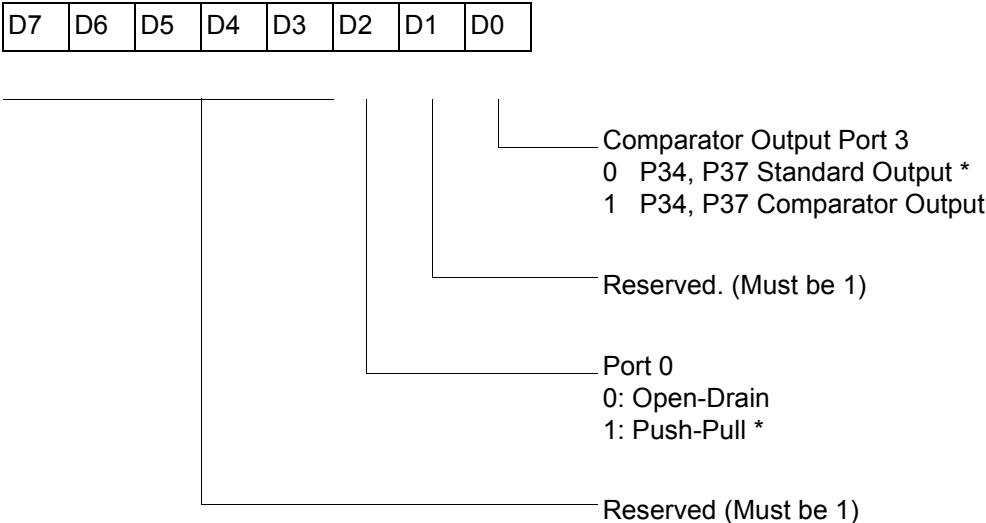 D7 D6 D5 D4 D3 D2 D1 D0
Comparator Output Port 3
0 P34, P37 Standard Output *
1 P34, P37 Comparator Output
Reserved. (Must be 1)
Port 0
0: Open-Drain
1: Push-Pull *
Reserved (Must be 1)